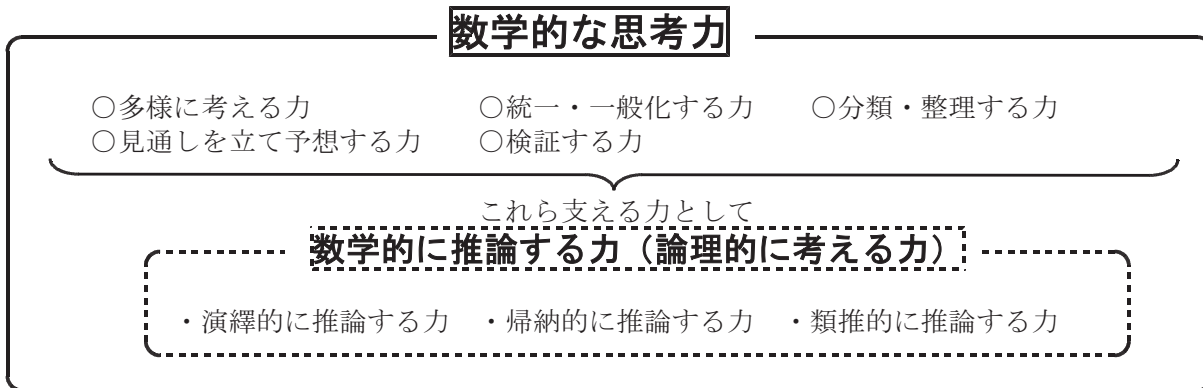 数学的な思考力
○多様に考える力 ○統一・一般化する力 ○分類・整理する力
○見通しを立て予想する力 ○検証する力
これら支える力として
数学的に推論する力（論理的に考える力）
・演繹的に推論する力 ・帰納的に推論する力 ・類推的に推論する力